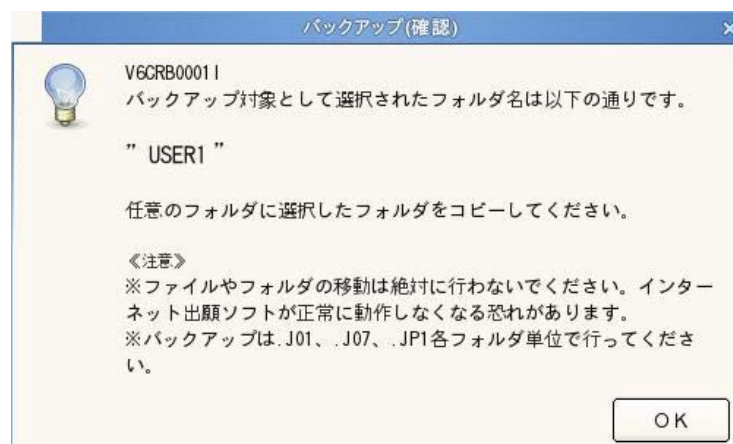 バックアップ(確認)
V6CRB0001I
バックアップ対象として選択されたフォルダ名は以下の通りです。
” USER1 ”
任意のフォルダに選択したフォルダをコピーしてください。
《注意》
※ファイルやフォルダの移動は絶対に行わないでください。インター
ネット出願ソフトが正常に動作しなくなる恐れがあります。
※バックアップは.J01、.J07、.JP1各フォルダ単位で行ってくださ
い。
OK